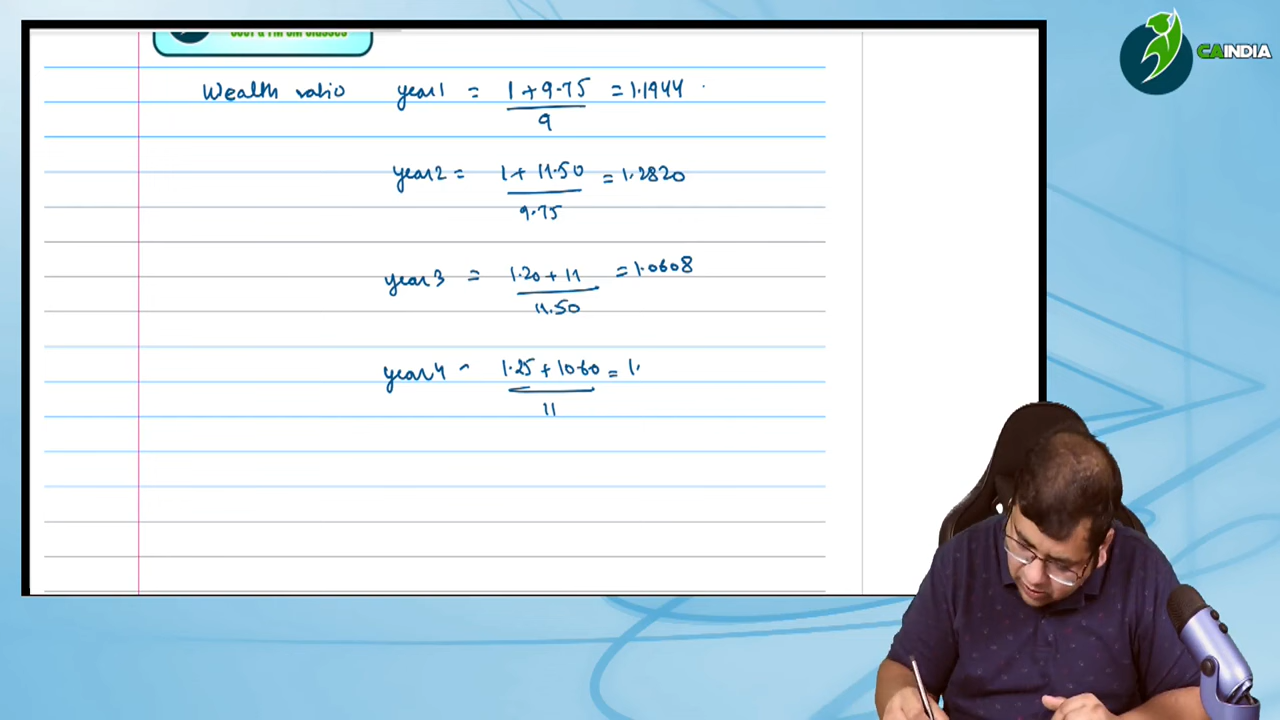 CAINDIA
Wealth ratio year1 = 1 + 9.75 = 1.1944
9
year2 = 1 + 11.50 = 1.2820
9.75
year3 = 1.20 + 11 = 1.0608
11.50
year4 - 1.25 + 10.60 = 1.
11